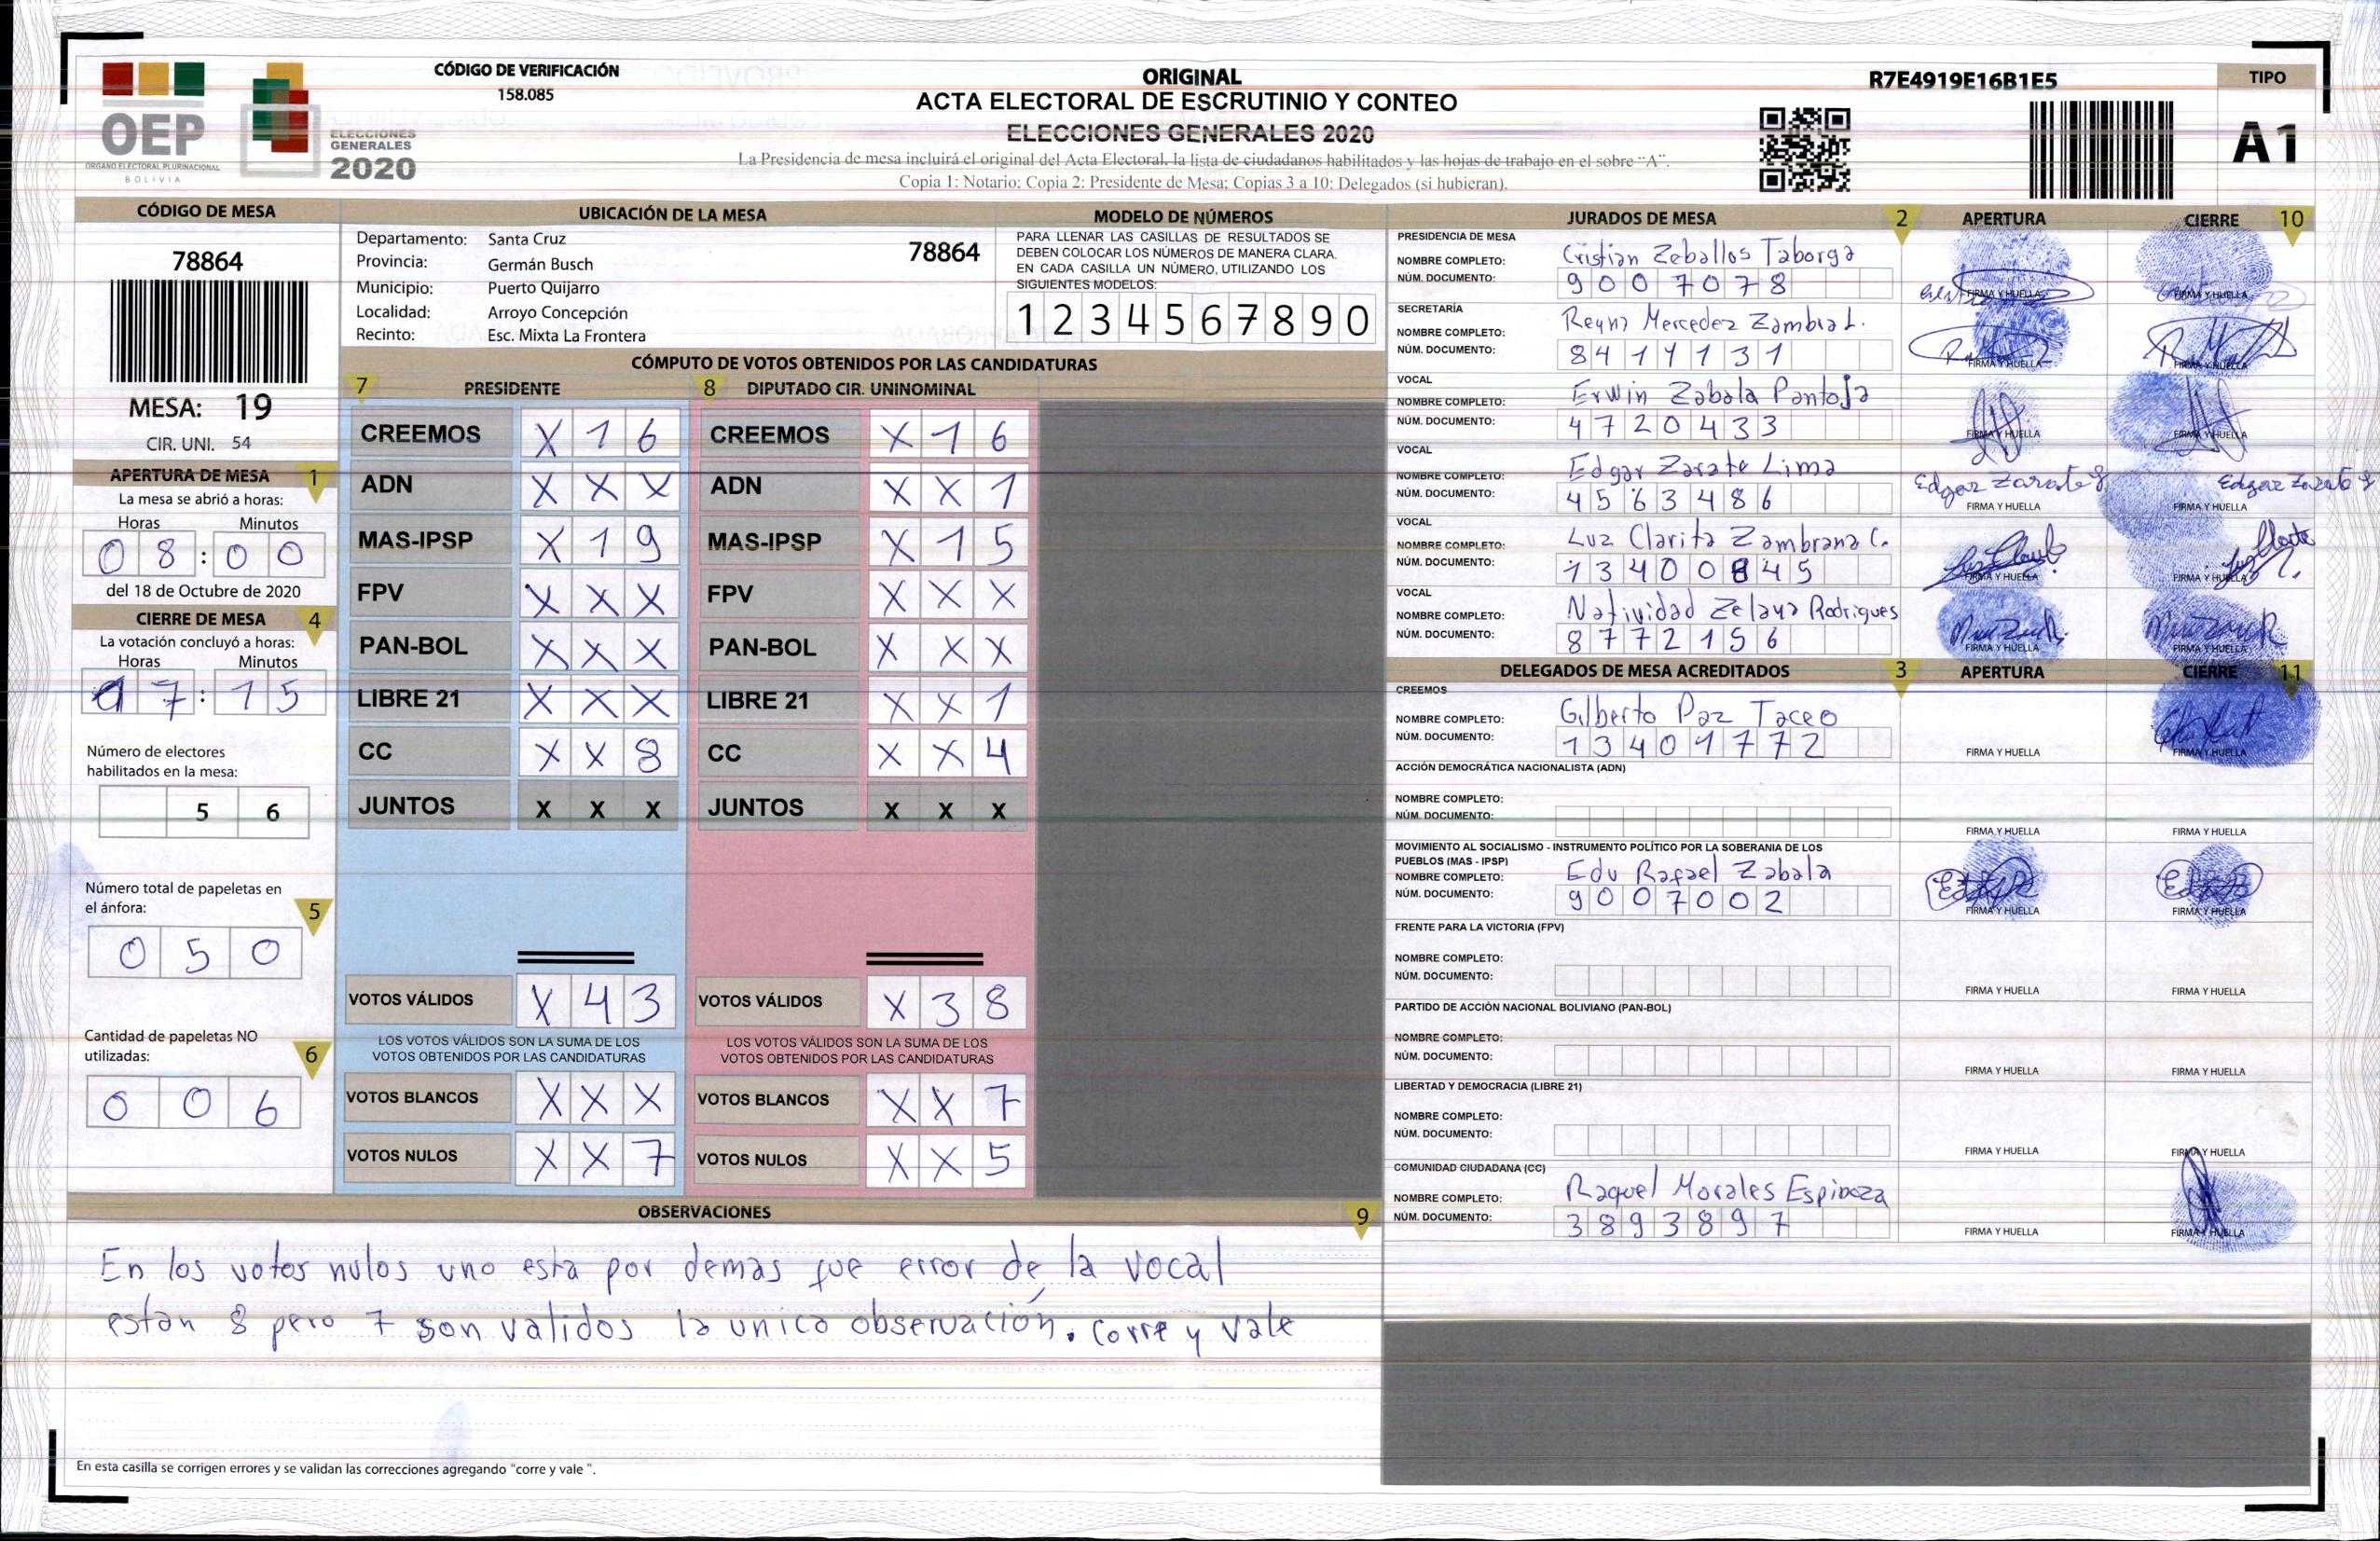 CÓDIGO DE VERIFICACIÓN
158.085
OEP
ÓRGANO ELECTORAL PLURINACIONAL
BOLIVIA
ELECCIONES
GENERALES
2020
ORIGINAL
ACTA ELECTORAL DE ESCRUTINIO Y CONTEO
ELECCIONES GENERALES 2020
La Presidencia de mesa incluirá el original del Acta Electoral, la lista de ciudadanos habilitados y las hojas de trabajo en el sobre "A".
Copia 1: Notario; Copia 2: Presidente de Mesa; Copias 3 a 10: Delegados (si hubieran).
R7E4919E16B1E5
TIPO
A1
CÓDIGO DE MESA
78864
MESA: 19
CIR. UNI. 54
APERTURA DE MESA 1
La mesa se abrió a horas:
Horas Minutos
0 8 : 0 0
del 18 de Octubre de 2020
CIERRE DE MESA 4
La votación concluyó a horas:
Horas Minutos
1 7 : 1 5
Número de electores
habilitados en la mesa:
5 6
Número total de papeletas en
el ánfora:
5
0 5 0
Cantidad de papeletas NO
utilizadas:
6
0 0 6
UBICACIÓN DE LA MESA
Departamento: Santa Cruz
78864
Provincia: Germán Busch
Municipio: Puerto Quijarro
Localidad: Arroyo Concepción
Recinto: Esc. Mixta La Frontera
MODELO DE NÚMEROS
PARA LLENAR LAS CASILLAS DE RESULTADOS SE
DEBEN COLOCAR LOS NÚMEROS DE MANERA CLARA.
EN CADA CASILLA UN NÚMERO, UTILIZANDO LOS
SIGUIENTES MODELOS:
1 2 3 4 5 6 7 8 9 0
CÓMPUTO DE VOTOS OBTENIDOS POR LAS CANDIDATURAS
7 PRESIDENTE
CREEMOS X 1 6
ADN X X X
MAS-IPSP X 1 9
FPV X X X
PAN-BOL X X X
LIBRE 21 X X X
CC X X 8
JUNTOS X X X
VOTOS VÁLIDOS X 4 3
LOS VOTOS VÁLIDOS SON LA SUMA DE LOS
VOTOS OBTENIDOS POR LAS CANDIDATURAS
VOTOS BLANCOS X X X
VOTOS NULOS X X 7
8 DIPUTADO CIR. UNINOMINAL
CREEMOS X 1 6
ADN X X 1
MAS-IPSP X 1 5
FPV X X X
PAN-BOL X X X
LIBRE 21 X X 1
CC X X 4
JUNTOS X X X
VOTOS VÁLIDOS X 3 8
LOS VOTOS VÁLIDOS SON LA SUMA DE LOS
VOTOS OBTENIDOS POR LAS CANDIDATURAS
VOTOS BLANCOS X X 7
VOTOS NULOS X X 5
OBSERVACIONES 9
En los votos nulos uno esta por demas fue error de la vocal
estan 8 pero 7 son validos la unica observación. corre y vale
En esta casilla se corrigen errores y se validan las correcciones agregando "corre y vale ".
JURADOS DE MESA 2 APERTURA CIERRE 10
PRESIDENCIA DE MESA
NOMBRE COMPLETO: Cristian Zeballos Taborga
NÚM. DOCUMENTO: 9007078
FIRMA Y HUELLA FIRMA Y HUELLA
SECRETARÍA
NOMBRE COMPLETO: Reyna Mercedez Zambia L.
NÚM. DOCUMENTO: 8414131
FIRMA Y HUELLA FIRMA Y HUELLA
VOCAL
NOMBRE COMPLETO: Erwin Zabala Pantoja
NÚM. DOCUMENTO: 4720433
FIRMA Y HUELLA FIRMA Y HUELLA
VOCAL
NOMBRE COMPLETO: Edgar Zarate Lima
NÚM. DOCUMENTO: 4563486
Edgar Zarate Edgar Zarate
FIRMA Y HUELLA FIRMA Y HUELLA
VOCAL
NOMBRE COMPLETO: Luz Clarita Zambrana C.
NÚM. DOCUMENTO: 13400845
FIRMA Y HUELLA FIRMA Y HUELLA
VOCAL
NOMBRE COMPLETO: Natividad Zelaya Rodrigues
NÚM. DOCUMENTO: 8772156
FIRMA Y HUELLA FIRMA Y HUELLA
DELEGADOS DE MESA ACREDITADOS 3 APERTURA CIERRE 11
CREEMOS
NOMBRE COMPLETO: Gilberto Paz Taceo
NÚM. DOCUMENTO: 13401772
FIRMA Y HUELLA FIRMA Y HUELLA
ACCIÓN DEMOCRÁTICA NACIONALISTA (ADN)
NOMBRE COMPLETO:
NÚM. DOCUMENTO:
FIRMA Y HUELLA FIRMA Y HUELLA
MOVIMIENTO AL SOCIALISMO - INSTRUMENTO POLÍTICO POR LA SOBERANIA DE LOS
PUEBLOS (MAS - IPSP)
NOMBRE COMPLETO: Edu Rafael Zabala
NÚM. DOCUMENTO: 9007002
FIRMA Y HUELLA FIRMA Y HUELLA
FRENTE PARA LA VICTORIA (FPV)
NOMBRE COMPLETO:
NÚM. DOCUMENTO:
FIRMA Y HUELLA FIRMA Y HUELLA
PARTIDO DE ACCIÓN NACIONAL BOLIVIANO (PAN-BOL)
NOMBRE COMPLETO:
NÚM. DOCUMENTO:
FIRMA Y HUELLA FIRMA Y HUELLA
LIBERTAD Y DEMOCRACIA (LIBRE 21)
NOMBRE COMPLETO:
NÚM. DOCUMENTO:
FIRMA Y HUELLA FIRMA Y HUELLA
COMUNIDAD CIUDADANA (CC)
NOMBRE COMPLETO: Raquel Morales Espinoza
NÚM. DOCUMENTO: 3893897
FIRMA Y HUELLA FIRMA Y HUELLA